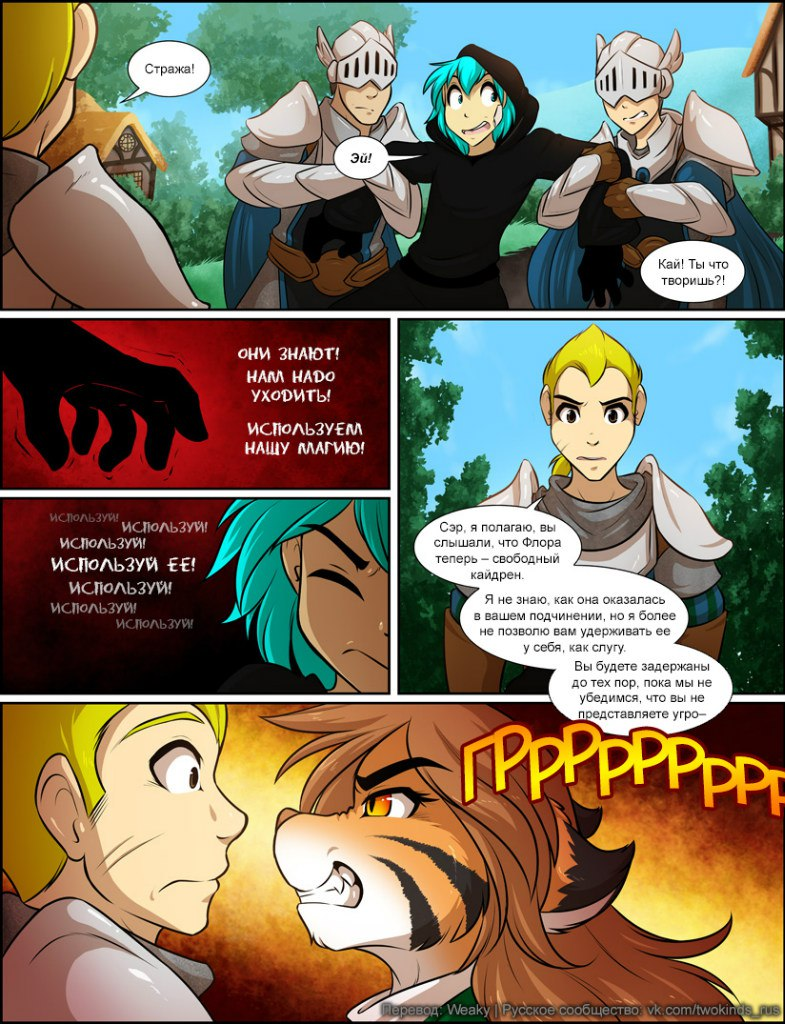 Стража!
Эй!
Кай! Ты что
творишь?!
ОНИ ЗНАЮТ!
НАМ НАДО
УХОДИТЬ!
ИСПОЛЬЗУЕМ
НАШУ МАГИЮ!
ИСПОЛЬЗУЙ!
ИСПОЛЬЗУЙ!
ИСПОЛЬЗУЙ!
ИСПОЛЬЗУЙ ЕЕ!
ИСПОЛЬЗУЙ!
ИСПОЛЬЗУЙ!
ИСПОЛЬЗУЙ!
Сэр, я полагаю, вы
слышали, что Флора
теперь – свободный
кайдрен.
Я не знаю, как она оказалась
в вашем подчинении, но я более
не позволю вам удерживать ее
у себя, как слугу.
Вы будете задержаны
до тех пор, пока мы не
убедимся, что вы не
представляете угро–
ГРРРРРРРРРР
Перевод: Weaky | Русское сообщество: vk.com/twokinds_rus